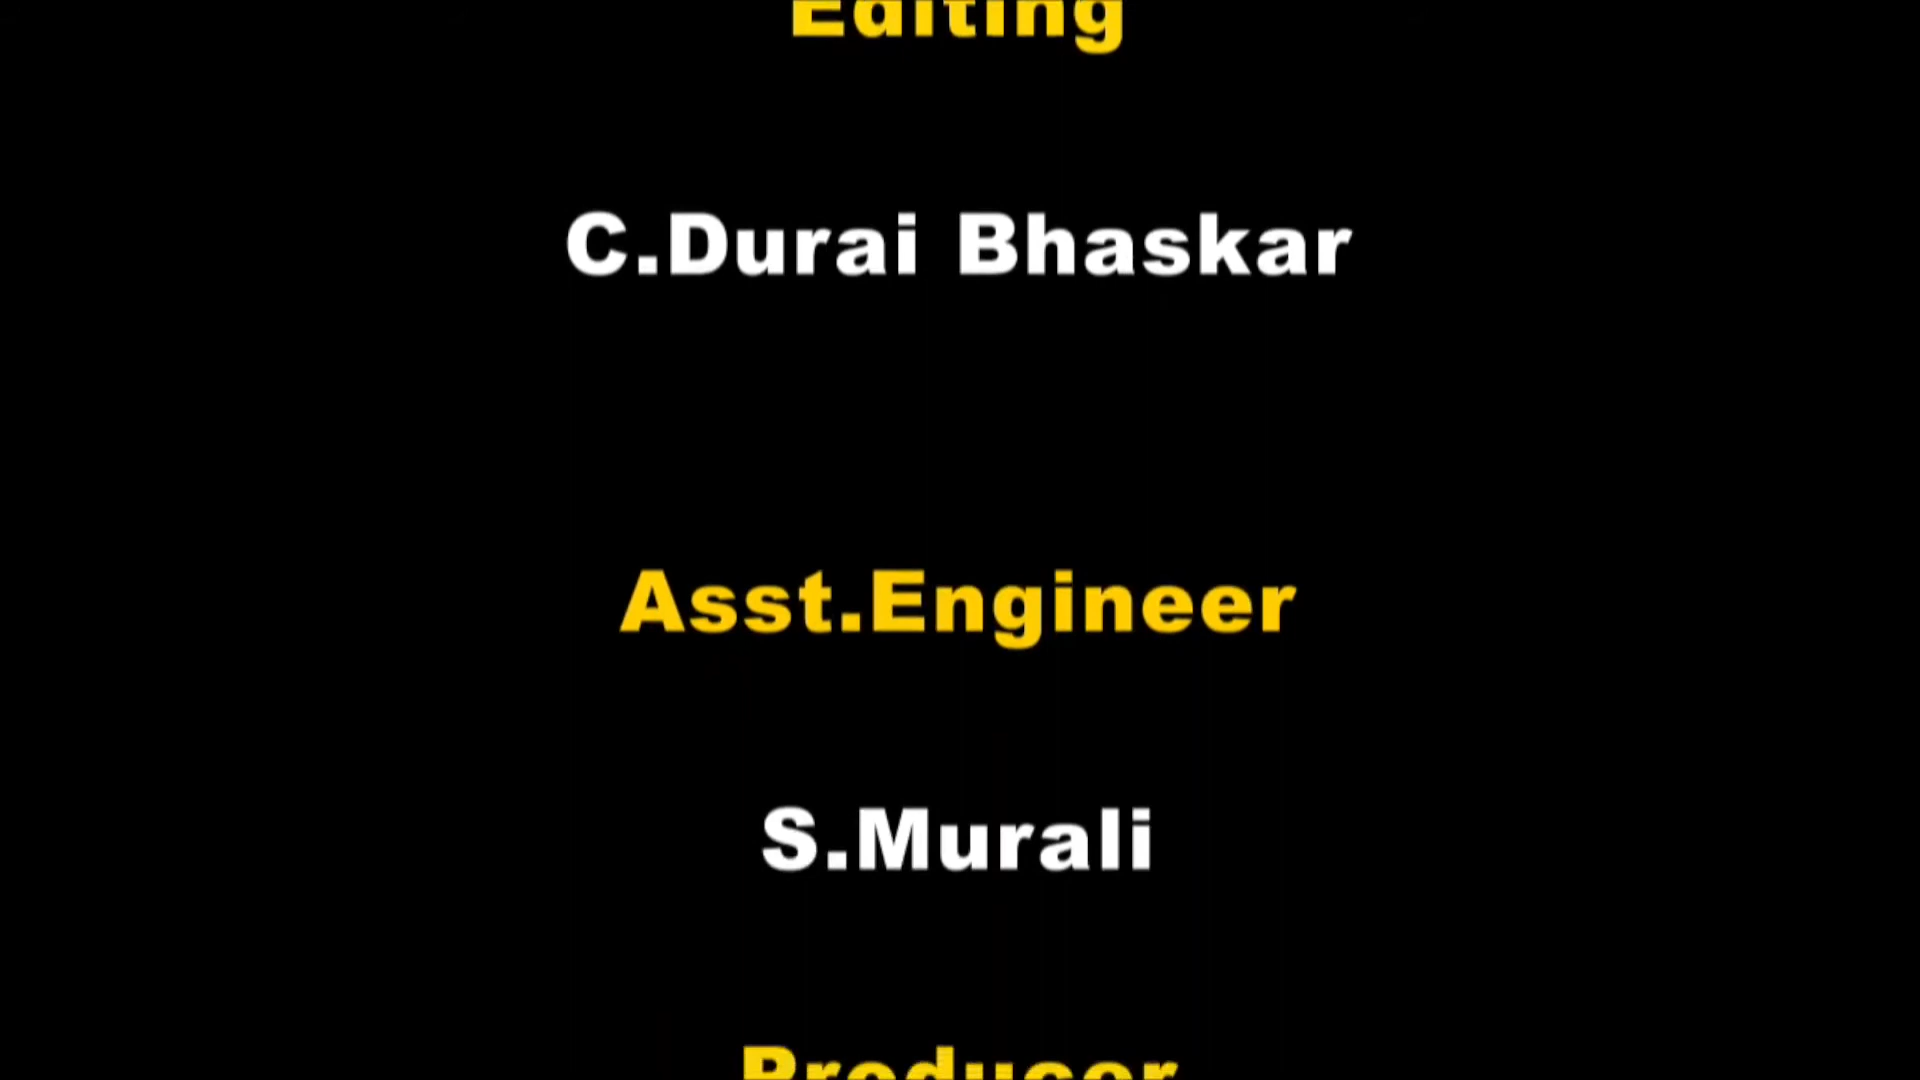 Editing
C.Durai Bhaskar
Asst.Engineer
S.Murali
Producer